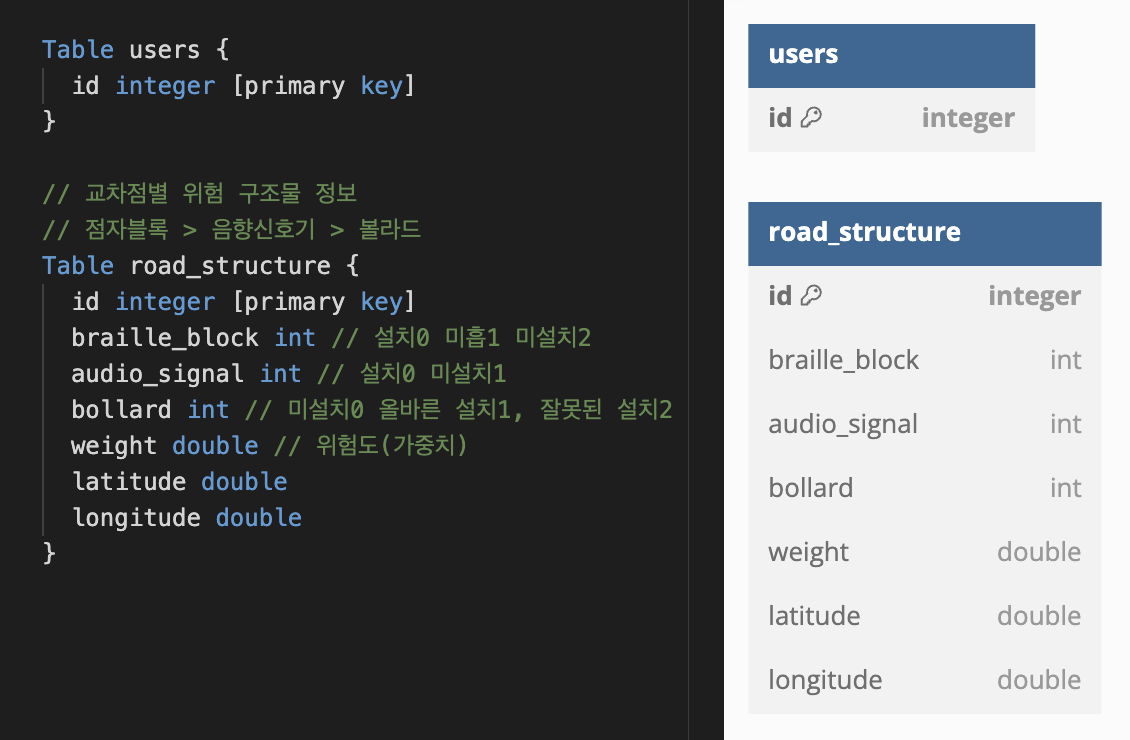 Table users {
id integer [primary key]
}
// 교차점별 위험 구조물 정보
// 점자블록 > 음향신호기 > 볼라드
Table road_structure {
id integer [primary key]
braille_block int // 설치0 미흡1 미설치2
audio_signal int // 설치0 미설치1
bollard int // 미설치0 올바른 설치1, 잘못된 설치2
weight double // 위험도(가중치)
latitude double
longitude double
}
users
id integer
road_structure
id integer
braille_block int
audio_signal int
bollard int
weight double
latitude double
longitude double